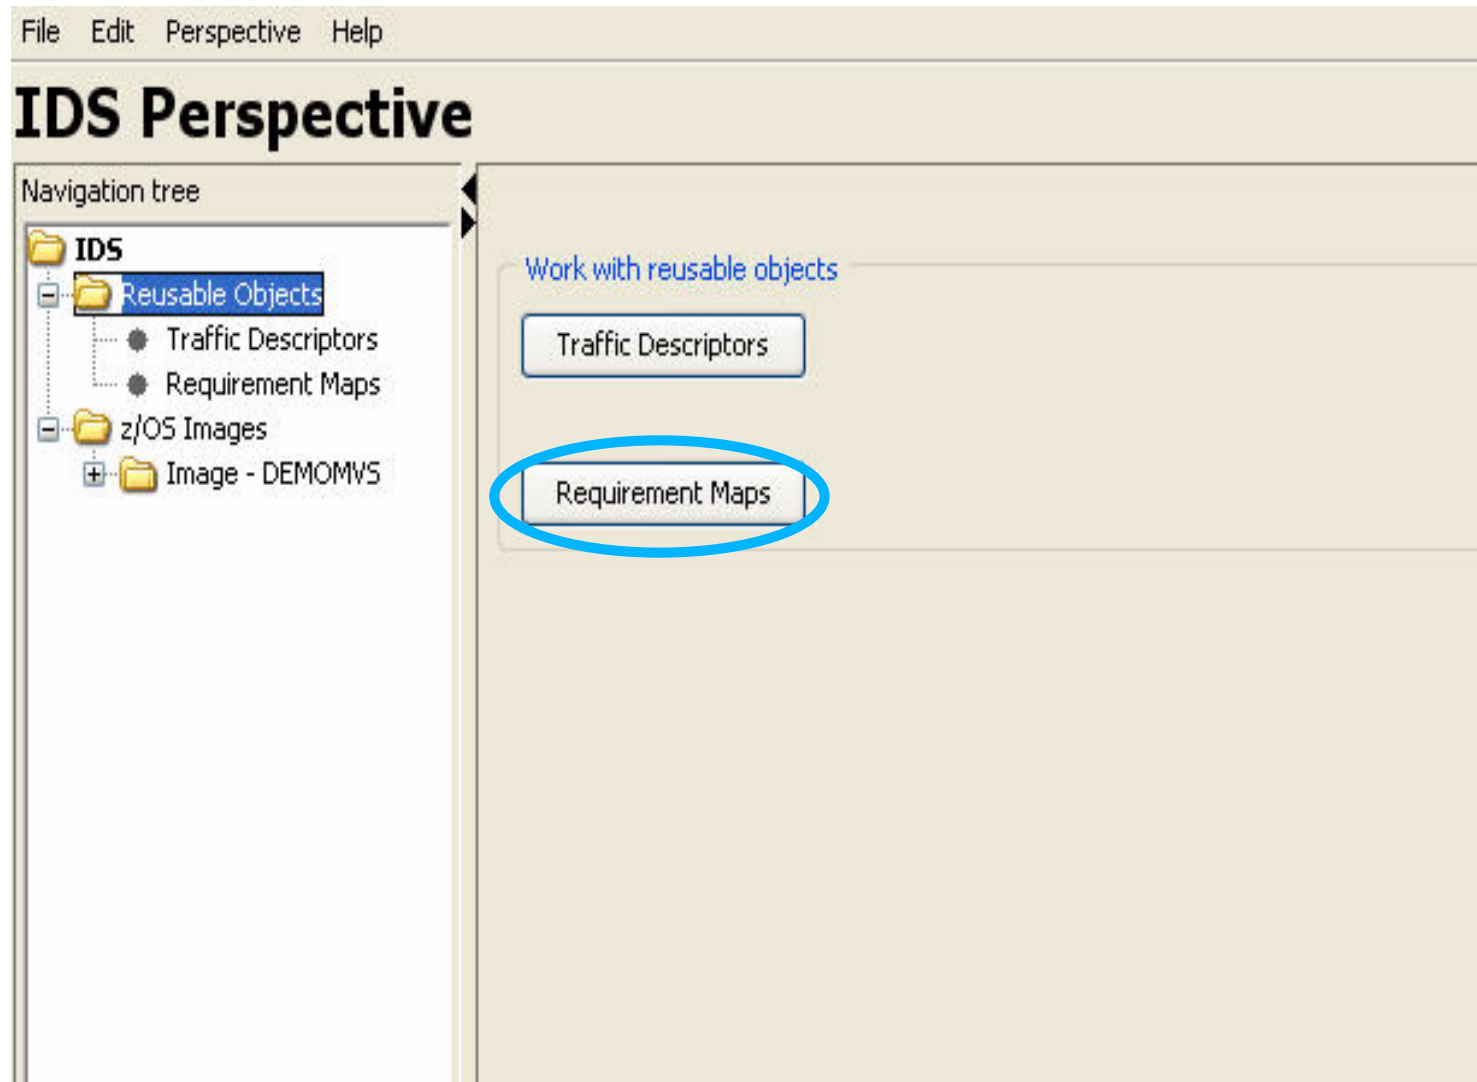 File Edit Perspective Help
IDS Perspective
Navigation tree
IDS
Reusable Objects
Traffic Descriptors
Requirement Maps
z/OS Images
Image - DEMOMVS
Work with reusable objects
Traffic Descriptors
Requirement Maps